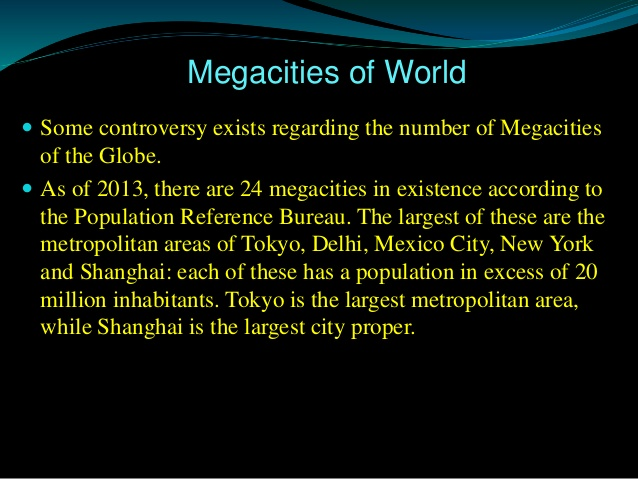 Megacities of World
• Some controversy exists regarding the number of Megacities
of the Globe.
• As of 2013, there are 24 megacities in existence according to
the Population Reference Bureau. The largest of these are the
metropolitan areas of Tokyo, Delhi, Mexico City, New York
and Shanghai: each of these has a population in excess of 20
million inhabitants. Tokyo is the largest metropolitan area,
while Shanghai is the largest city proper.